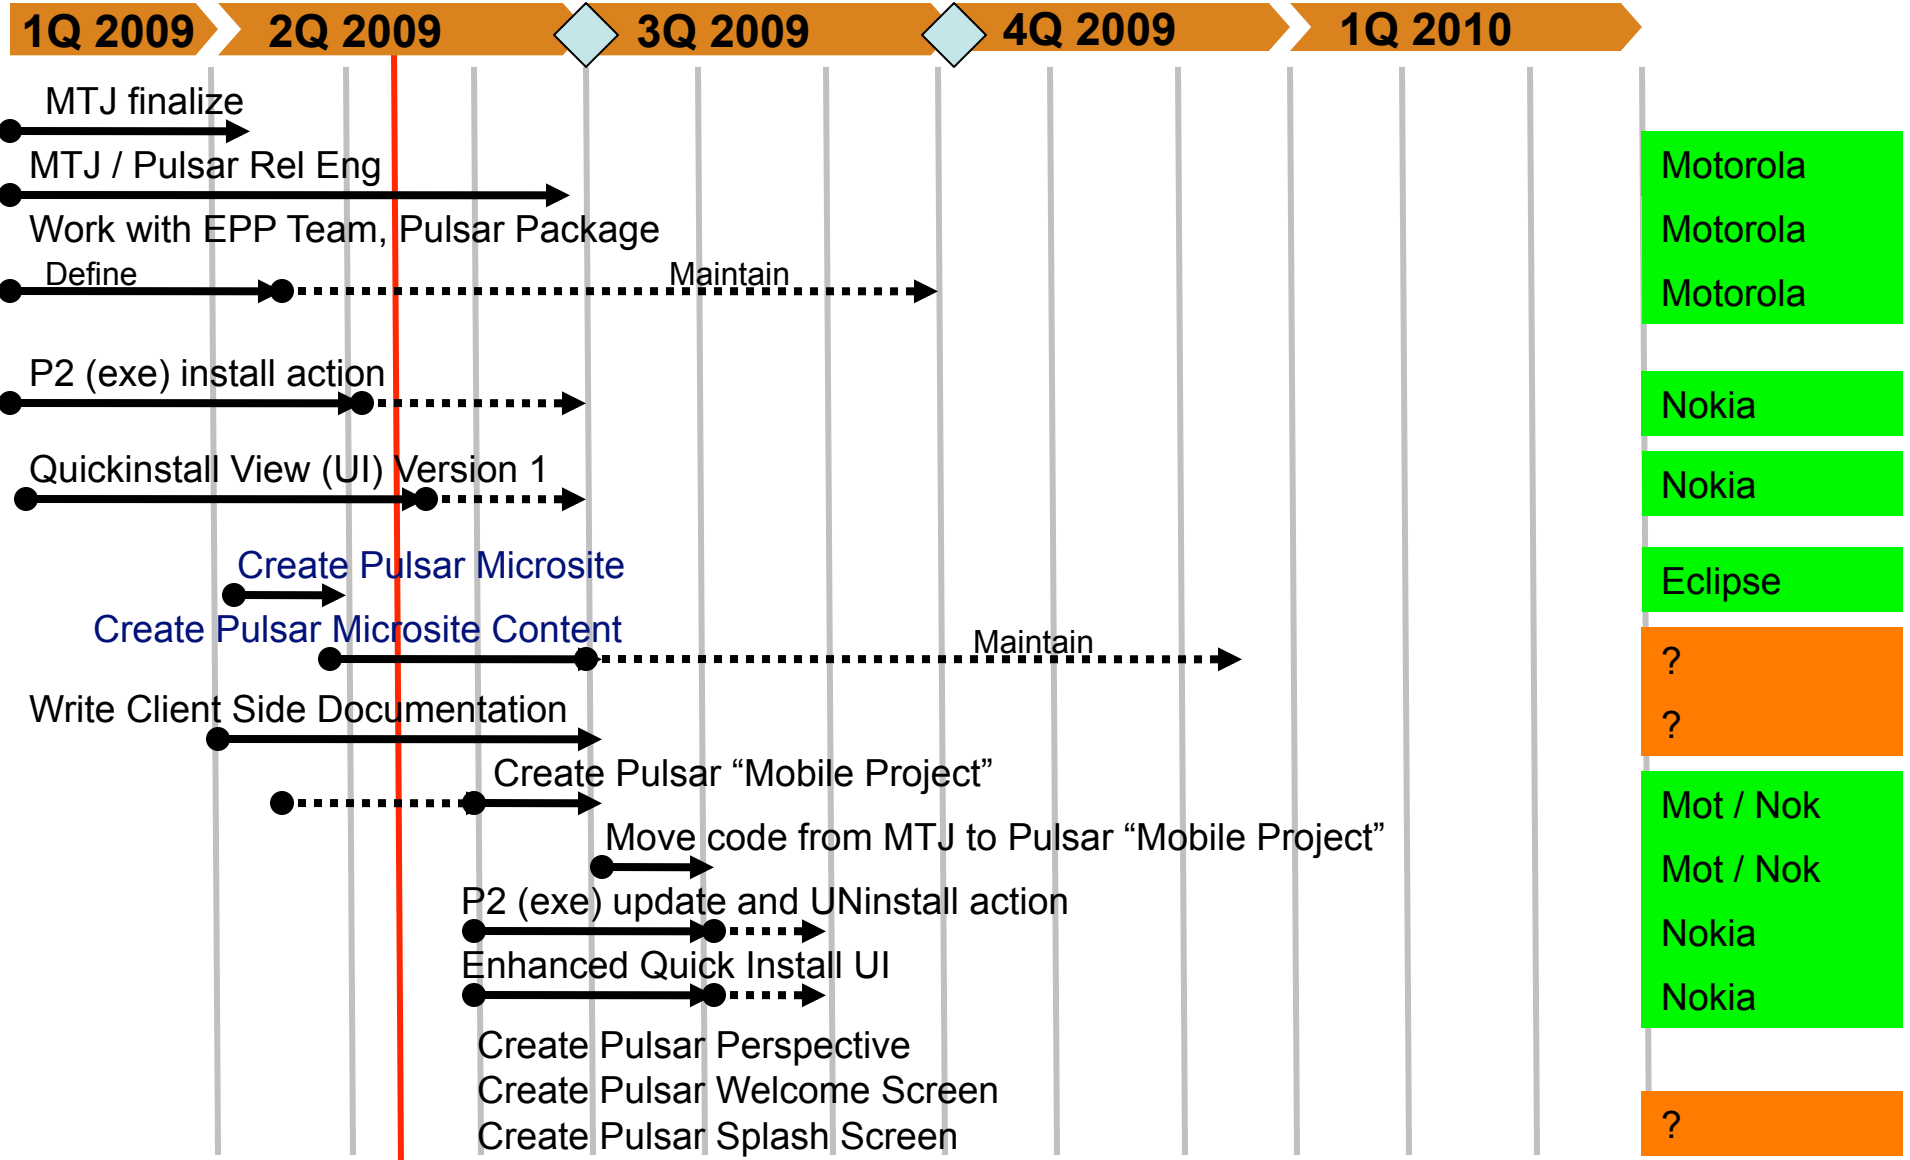 1Q 2009 2Q 2009 3Q 2009 4Q 2009 1Q 2010
MTJ finalize
MTJ / Pulsar Rel Eng Motorola
Work with EPP Team, Pulsar Package Motorola
Define Maintain Motorola
P2 (exe) install action Nokia
Quickinstall View (UI) Version 1 Nokia
Create Pulsar Microsite Eclipse
Create Pulsar Microsite Content
Maintain ?
Write Client Side Documentation ?
Create Pulsar “Mobile Project” Mot / Nok
Move code from MTJ to Pulsar “Mobile Project” Mot / Nok
P2 (exe) update and UNinstall action Nokia
Enhanced Quick Install UI Nokia
Create Pulsar Perspective
Create Pulsar Welcome Screen
Create Pulsar Splash Screen ?